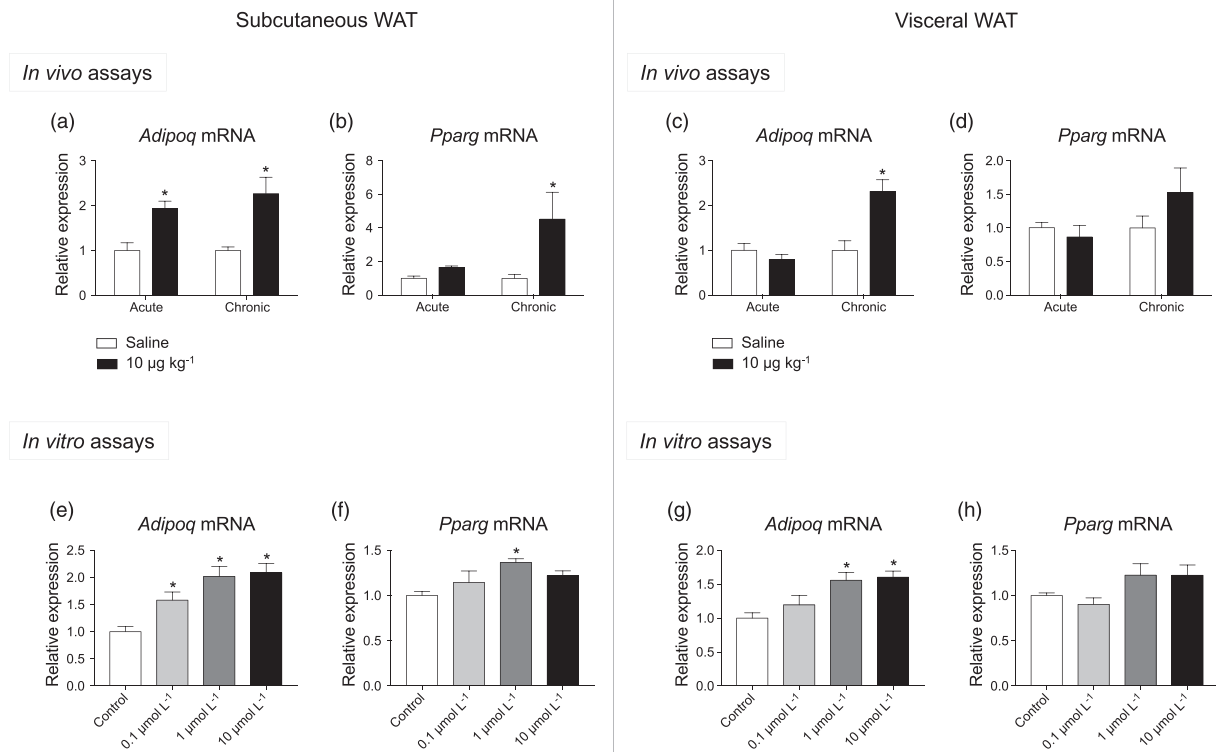 Subcutaneous WAT
Visceral WAT
In vivo assays
In vivo assays
(a)
Adipoq mRNA
Relative expression
3
2
1
0
*
*
Acute
Chronic
(b)
Pparg mRNA
Relative expression
8
6
4
2
0
*
Acute
Chronic
Saline
10 µg kg⁻¹
(c)
Adipoq mRNA
Relative expression
3
2
1
0
*
Acute
Chronic
(d)
Pparg mRNA
Relative expression
2.0
1.5
1.0
0.5
0.0
Acute
Chronic
Saline
10 µg kg⁻¹
In vitro assays
In vitro assays
(e)
Adipoq mRNA
Relative expression
2.5
2.0
1.5
1.0
0.5
0.0
*
*
*
Control
0.1 µmol L⁻¹
1 µmol L⁻¹
10 µmol L⁻¹
(f)
Pparg mRNA
Relative expression
1.5
1.0
0.5
0.0
*
Control
0.1 µmol L⁻¹
1 µmol L⁻¹
10 µmol L⁻¹
(g)
Adipoq mRNA
Relative expression
2.0
1.5
1.0
0.5
0.0
*
*
Control
0.1 µmol L⁻¹
1 µmol L⁻¹
10 µmol L⁻¹
(h)
Pparg mRNA
Relative expression
1.5
1.0
0.5
0.0
Control
0.1 µmol L⁻¹
1 µmol L⁻¹
10 µmol L⁻¹